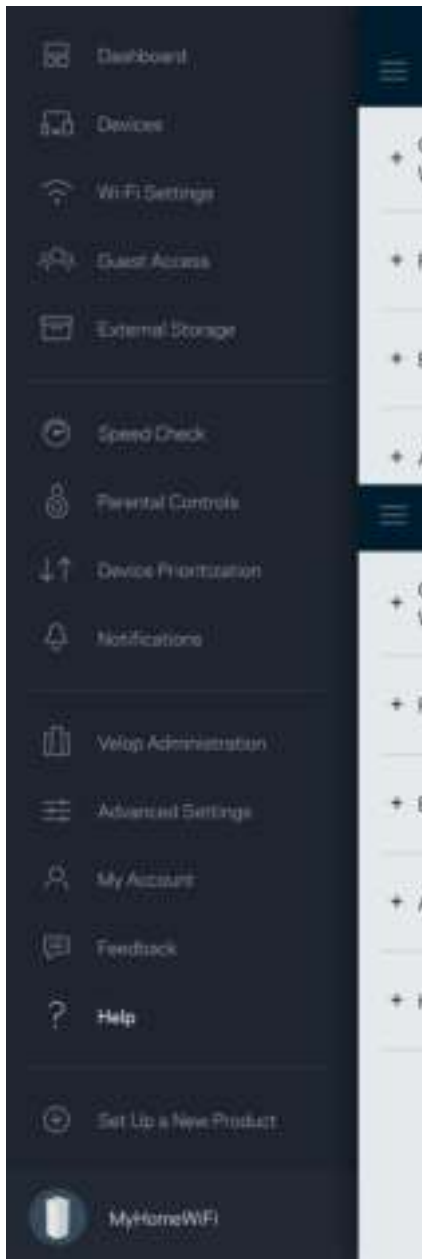 Dashboard
Devices
Wi-Fi Settings
Guest Access
External Storage
Speed Check
Parental Controls
Device Prioritization
Notifications
Velop Administration
Advanced Settings
My Account
Feedback
Help
Set Up a New Product
MyHomeWiFi